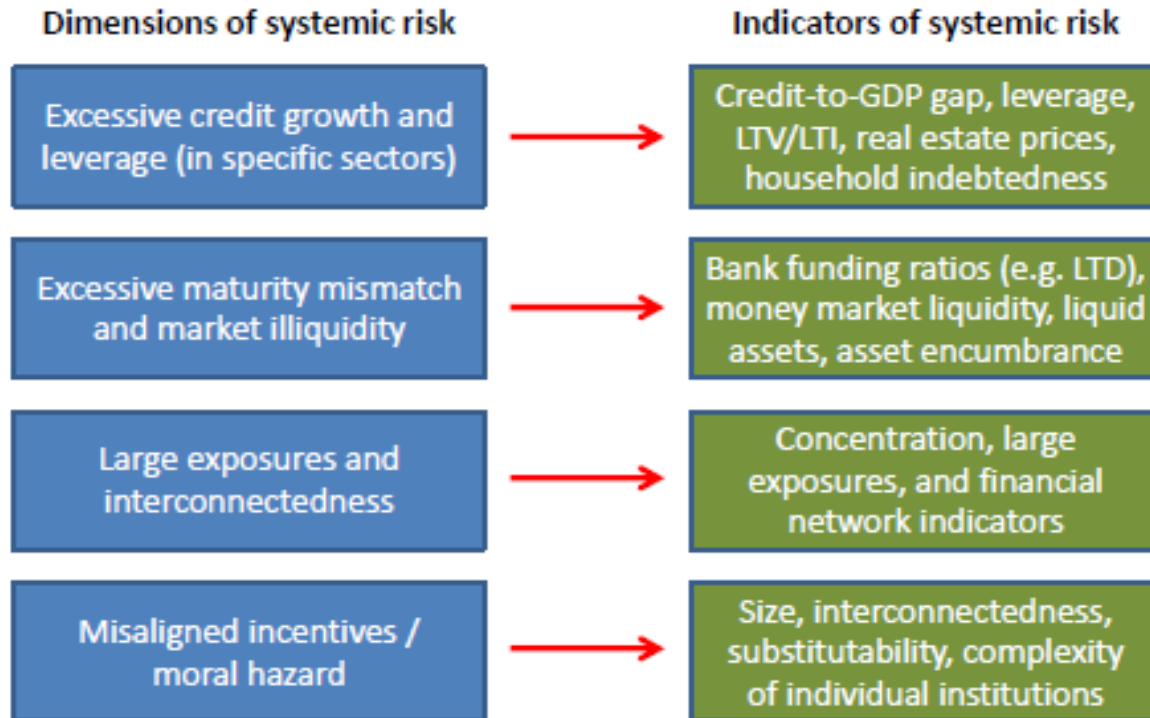 Dimensions of systemic risk
Indicators of systemic risk
Excessive credit growth and
leverage (in specific sectors)
Credit-to-GDP gap, leverage,
LTV/LTI, real estate prices,
household indebtedness
Excessive maturity mismatch
and market illiquidity
Bank funding ratios (e.g. LTD),
money market liquidity, liquid
assets, asset encumbrance
Large exposures and
interconnectedness
Concentration, large
exposures, and financial
network indicators
Misaligned incentives /
moral hazard
Size, interconnectedness,
substitutability, complexity
of individual institutions